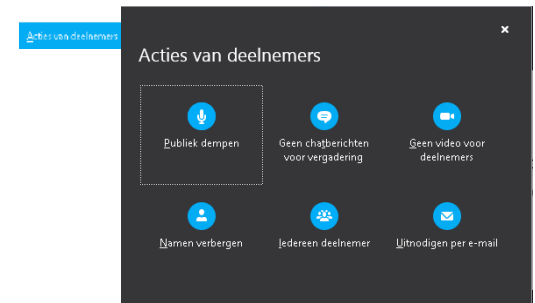 Acties van deelnemers
Acties van deelnemers
Publiek dempen
Geen chatberichten
voor vergadering
Geen video voor
deelnemers
Namen verbergen
Iedereen deelnemer
Uitnodigen per e-mail